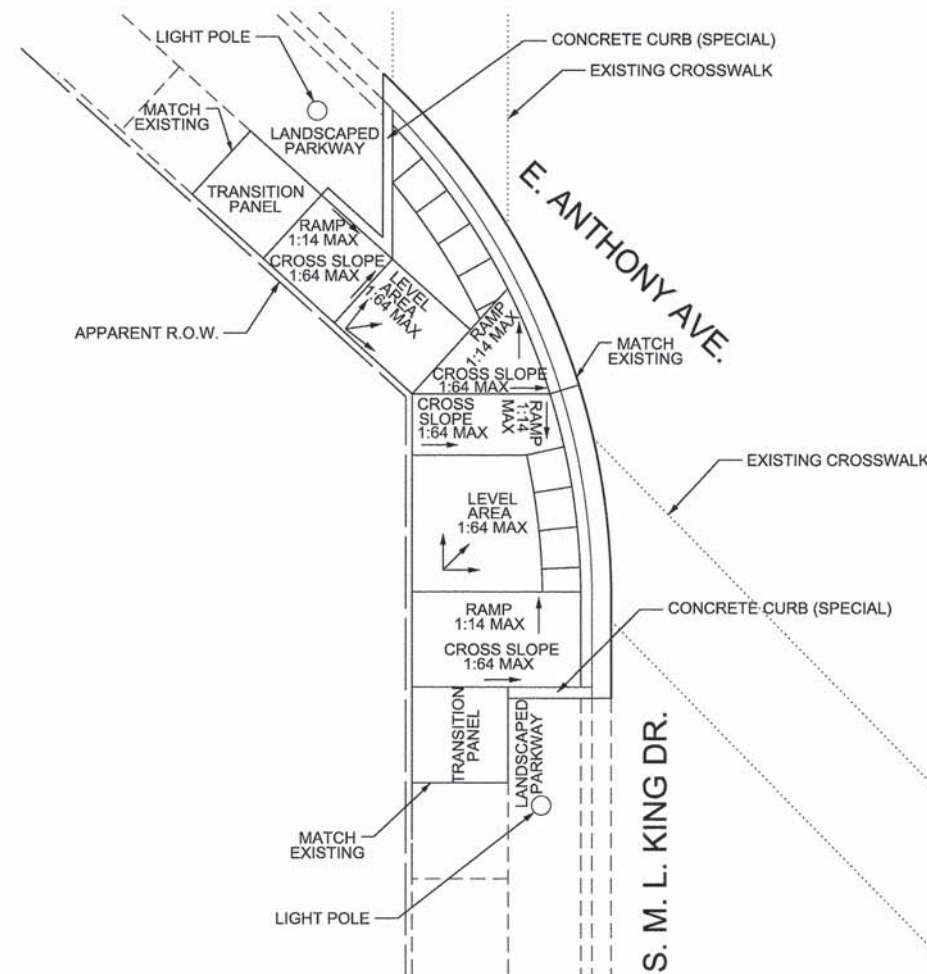 LIGHT POLE
CONCRETE CURB (SPECIAL)
EXISTING CROSSWALK
MATCH
EXISTING
LANDSCAPED
PARKWAY
E. ANTHONY AVE.
TRANSITION
PANEL
RAMP
1:14 MAX
CROSS SLOPE
1:64 MAX
LEVEL
AREA
1:64 MAX
APPARENT R.O.W.
RAMP
1:14 MAX
MATCH
EXISTING
CROSS SLOPE
1:64 MAX
CROSS
SLOPE
1:64 MAX
RAMP
1:14
MAX
EXISTING CROSSWALK
LEVEL
AREA
1:64 MAX
RAMP
1:14 MAX
CONCRETE CURB (SPECIAL)
CROSS SLOPE
1:64 MAX
TRANSITION
PANEL
LANDSCAPED
PARKWAY
S. M. L. KING DR.
MATCH
EXISTING
LIGHT POLE